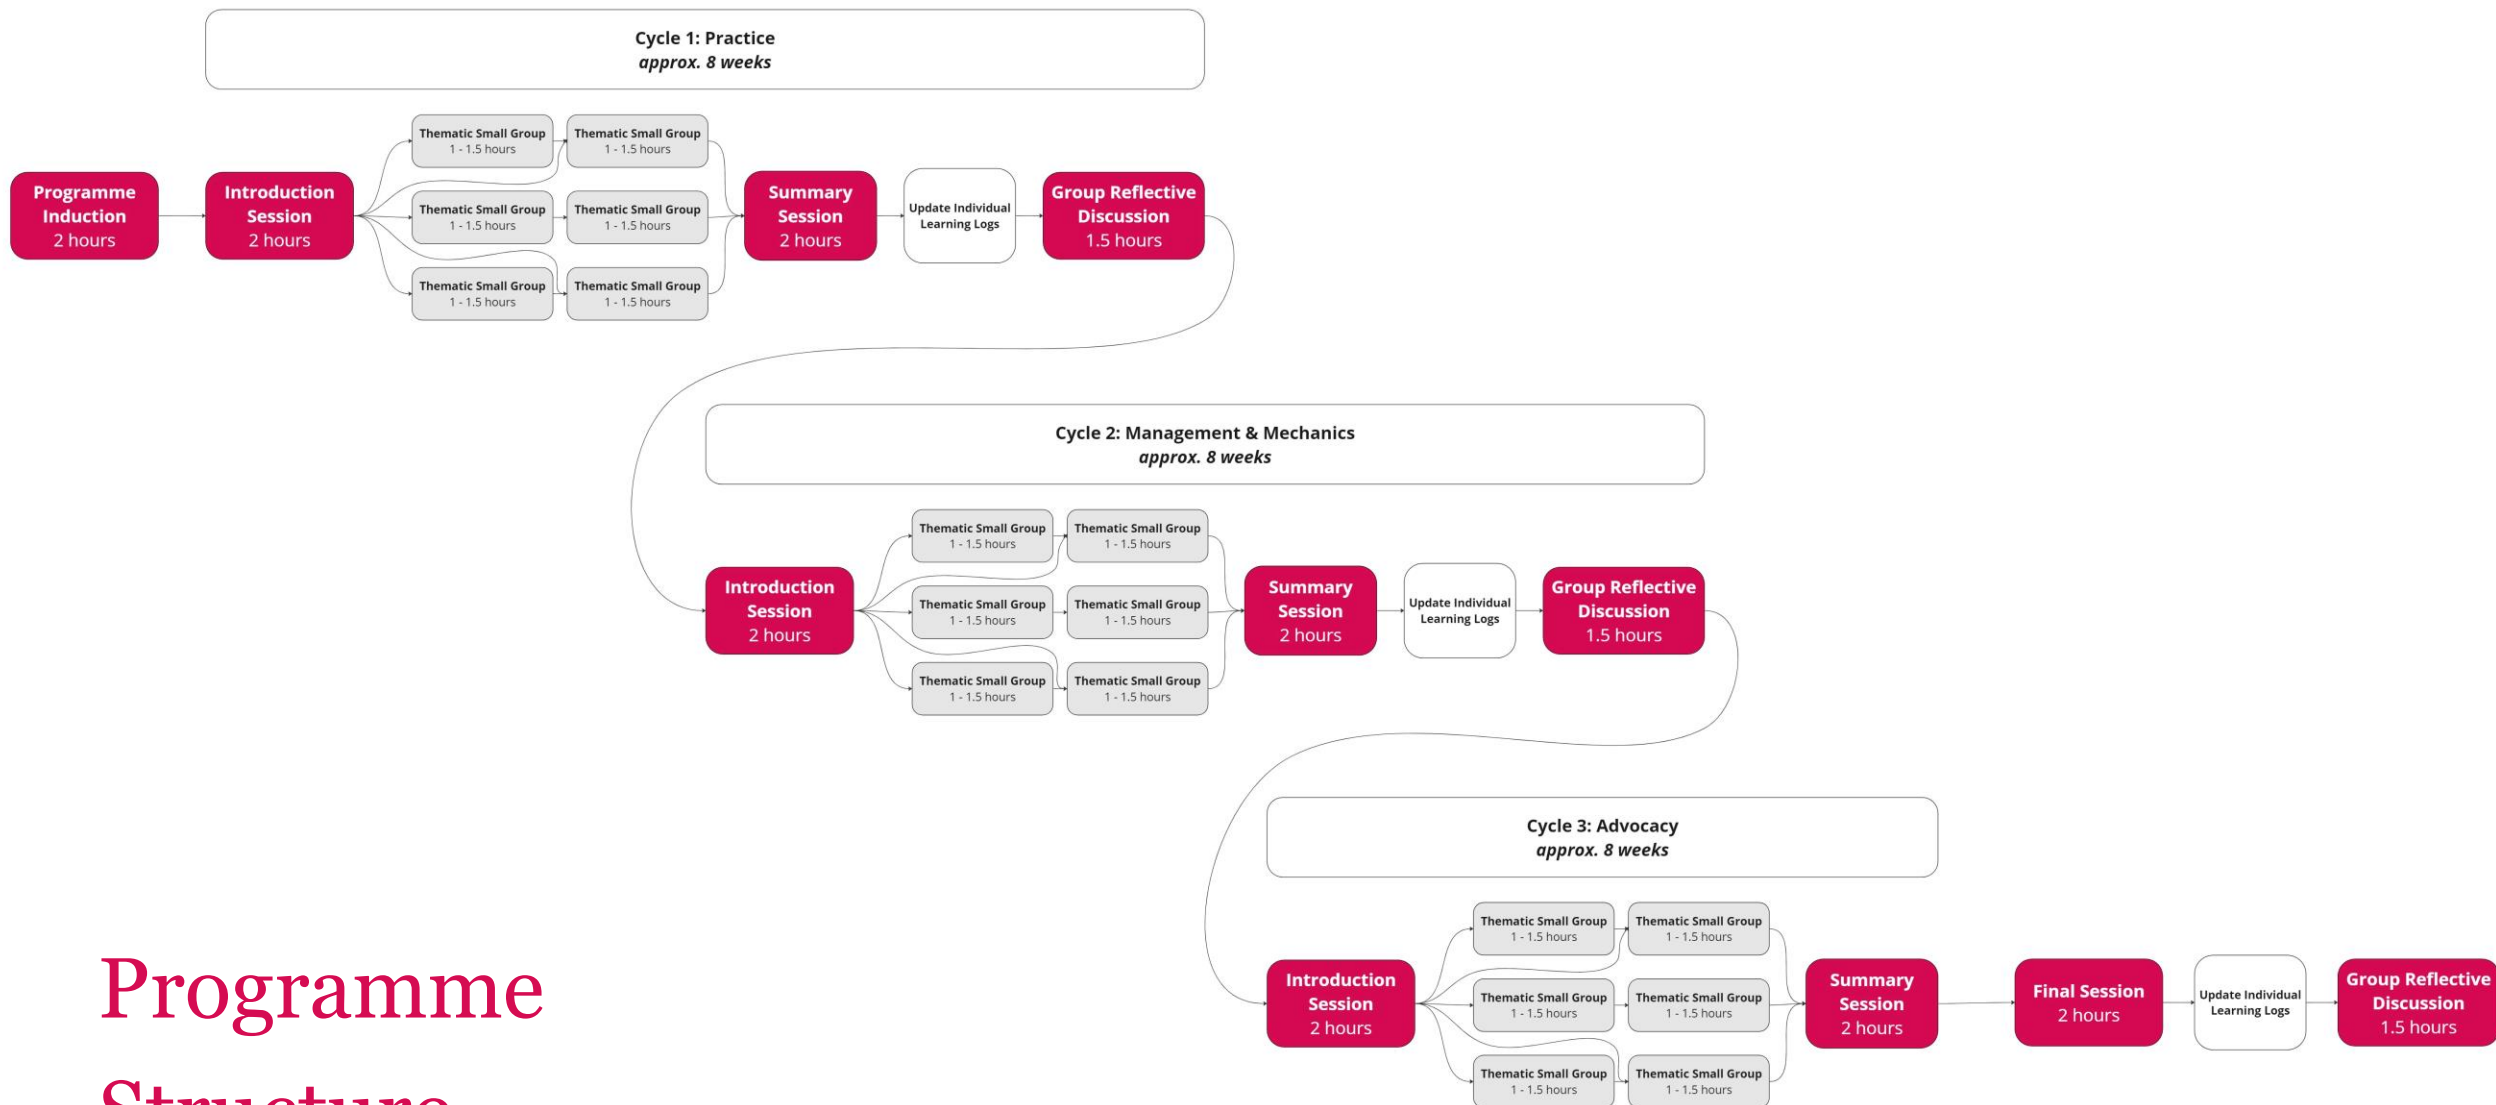 Cycle 1: Practice
approx. 8 weeks
Programme
Induction
2 hours
Introduction
Session
2 hours
Thematic Small Group
1 - 1.5 hours
Thematic Small Group
1 - 1.5 hours
Thematic Small Group
1 - 1.5 hours
Thematic Small Group
1 - 1.5 hours
Thematic Small Group
1 - 1.5 hours
Thematic Small Group
1 - 1.5 hours
Summary
Session
2 hours
Update Individual
Learning Logs
Group Reflective
Discussion
1.5 hours
Cycle 2: Management & Mechanics
approx. 8 weeks
Introduction
Session
2 hours
Thematic Small Group
1 - 1.5 hours
Thematic Small Group
1 - 1.5 hours
Thematic Small Group
1 - 1.5 hours
Thematic Small Group
1 - 1.5 hours
Thematic Small Group
1 - 1.5 hours
Thematic Small Group
1 - 1.5 hours
Summary
Session
2 hours
Update Individual
Learning Logs
Group Reflective
Discussion
1.5 hours
Cycle 3: Advocacy
approx. 8 weeks
Introduction
Session
2 hours
Thematic Small Group
1 - 1.5 hours
Thematic Small Group
1 - 1.5 hours
Thematic Small Group
1 - 1.5 hours
Thematic Small Group
1 - 1.5 hours
Thematic Small Group
1 - 1.5 hours
Thematic Small Group
1 - 1.5 hours
Summary
Session
2 hours
Final Session
2 hours
Update Individual
Learning Logs
Group Reflective
Discussion
1.5 hours
Programme
Structure